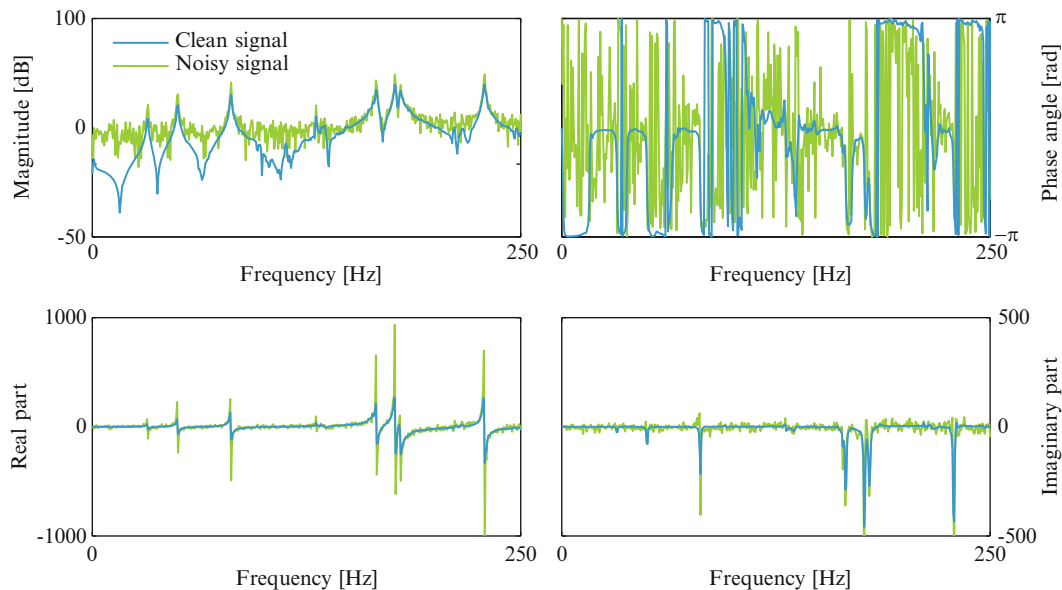 100
0
-50
Magnitude [dB]
Clean signal
Noisy signal
0
250
Frequency [Hz]
π
−π
Phase angle [rad]
0
250
Frequency [Hz]
1000
0
-1000
Real part
0
250
Frequency [Hz]
500
0
-500
Imaginary part
0
250
Frequency [Hz]